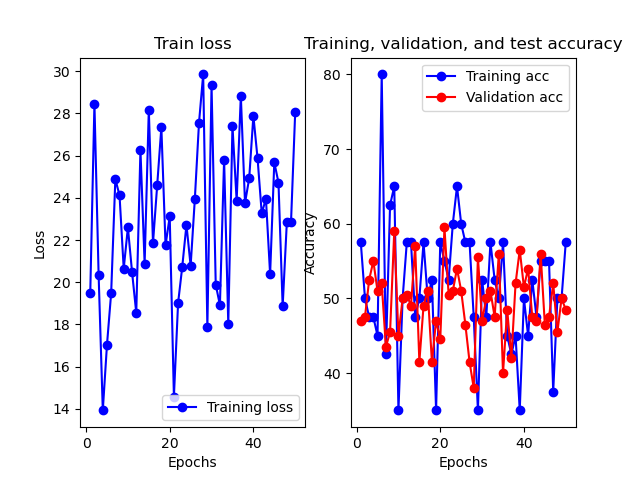 Train loss
Training, validation, and test accuracy
Loss
30
28
26
24
22
20
18
16
14
Training loss
0
20
40
Epochs
Accuracy
80
70
60
50
40
Training acc
Validation acc
0
20
40
Epochs